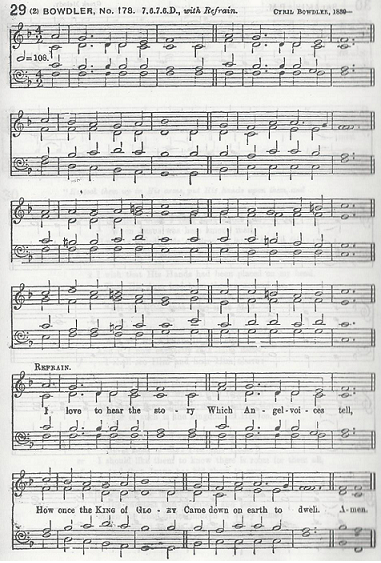 29 (2) BOWDLER, No. 178. 7.6.7.6.D., with Refrain. CYRIL BOWDLER, 1839—
=108.
REFRAIN.
I love to hear the sto - ry Which An - gel - voi - ces tell,
How once the KING of GLO - RY Came down on earth to dwell. A-men.